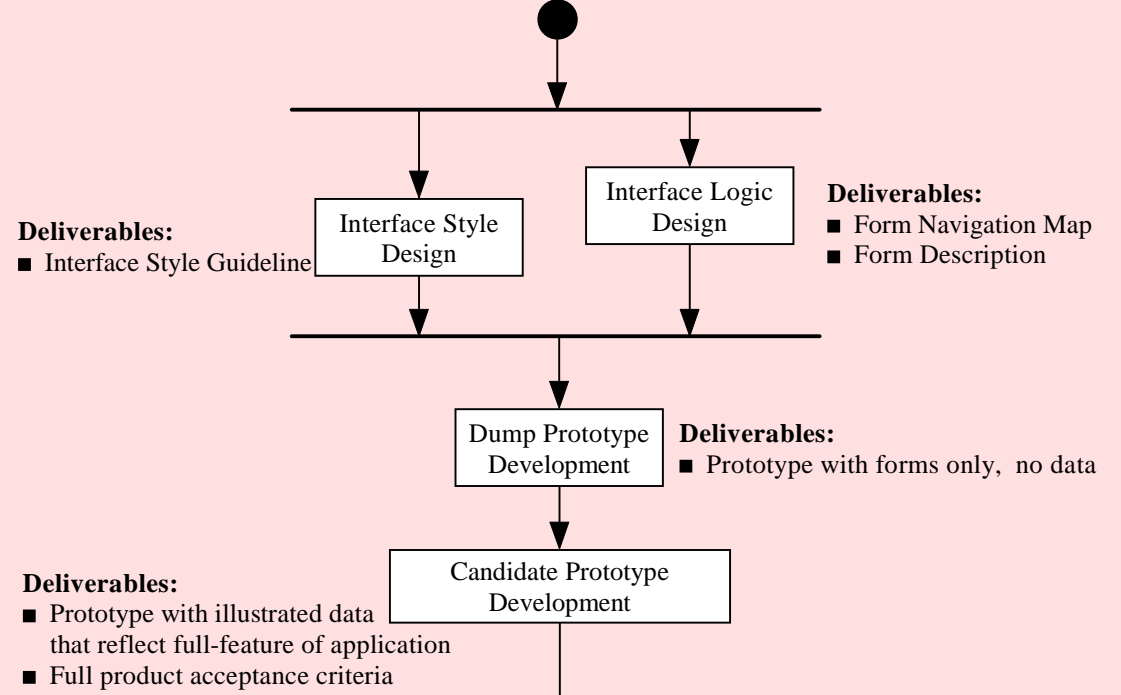 Interface Logic
Design
Deliverables:
■ Form Navigation Map
■ Form Description
Interface Style
Design
Deliverables:
■ Interface Style Guideline
Dump Prototype
Development
Deliverables:
■ Prototype with forms only, no data
Candidate Prototype
Development
Deliverables:
■ Prototype with illustrated data
that reflect full-feature of application
■ Full product acceptance criteria